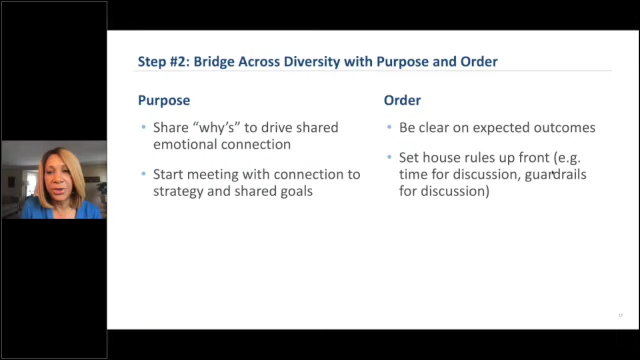 Step #2: Bridge Across Diversity with Purpose and Order
Purpose
• Share “why’s” to drive shared
emotional connection
• Start meeting with connection to
strategy and shared goals
Order
• Be clear on expected outcomes
• Set house rules up front (e.g.
time for discussion, guardrails
for discussion)